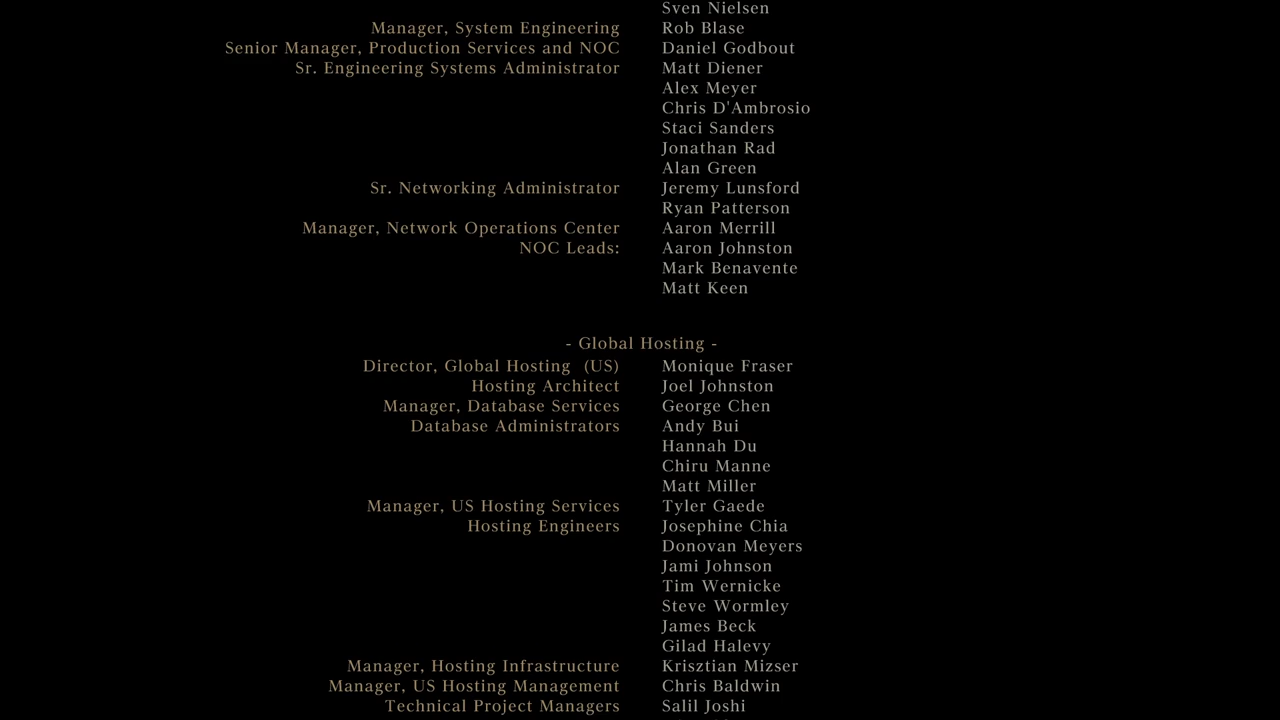 Sven Nielsen
Manager, System Engineering Rob Blase
Senior Manager, Production Services and NOC Daniel Godbout
Sr. Engineering Systems Administrator Matt Diener
Alex Meyer
Chris D'Ambrosio
Staci Sanders
Jonathan Rad
Alan Green
Sr. Networking Administrator Jeremy Lunsford
Ryan Patterson
Manager, Network Operations Center Aaron Merrill
NOC Leads: Aaron Johnston
Mark Benavente
Matt Keen
- Global Hosting -
Director, Global Hosting (US) Monique Fraser
Hosting Architect Joel Johnston
Manager, Database Services George Chen
Database Administrators Andy Bui
Hannah Du
Chiru Manne
Matt Miller
Manager, US Hosting Services Tyler Gaede
Hosting Engineers Josephine Chia
Donovan Meyers
Jami Johnson
Tim Wernicke
Steve Wormley
James Beck
Gilad Halevy
Manager, Hosting Infrastructure Krisztian Mizser
Manager, US Hosting Management Chris Baldwin
Technical Project Managers Salil Joshi